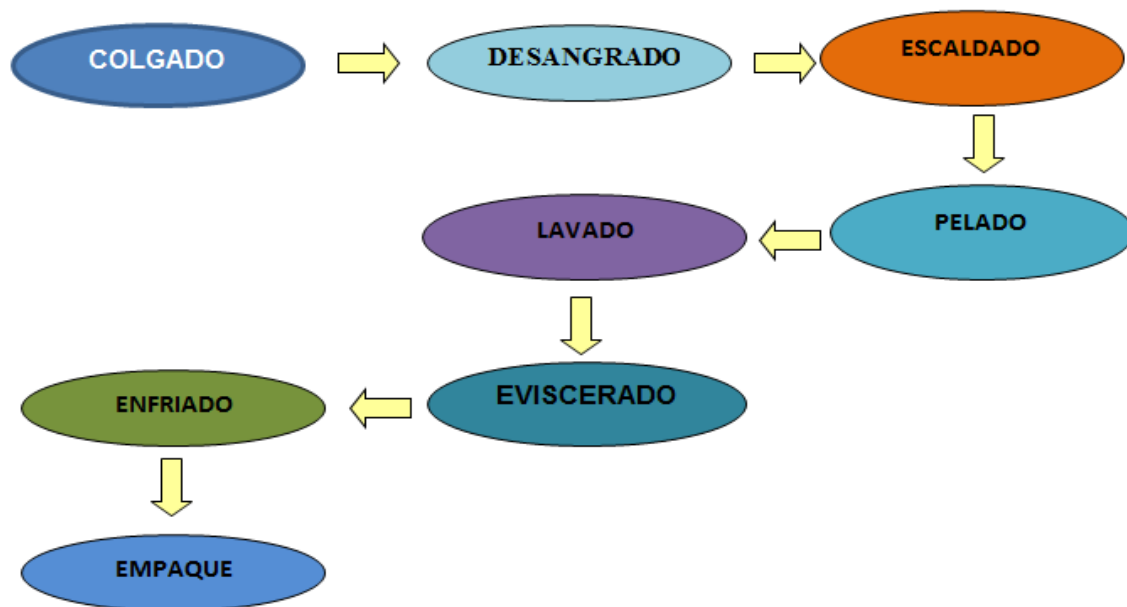 COLGADO
DESANGRADO
ESCALDADO
PELADO
LAVADO
EVISCERADO
ENFRIADO
EMPAQUE